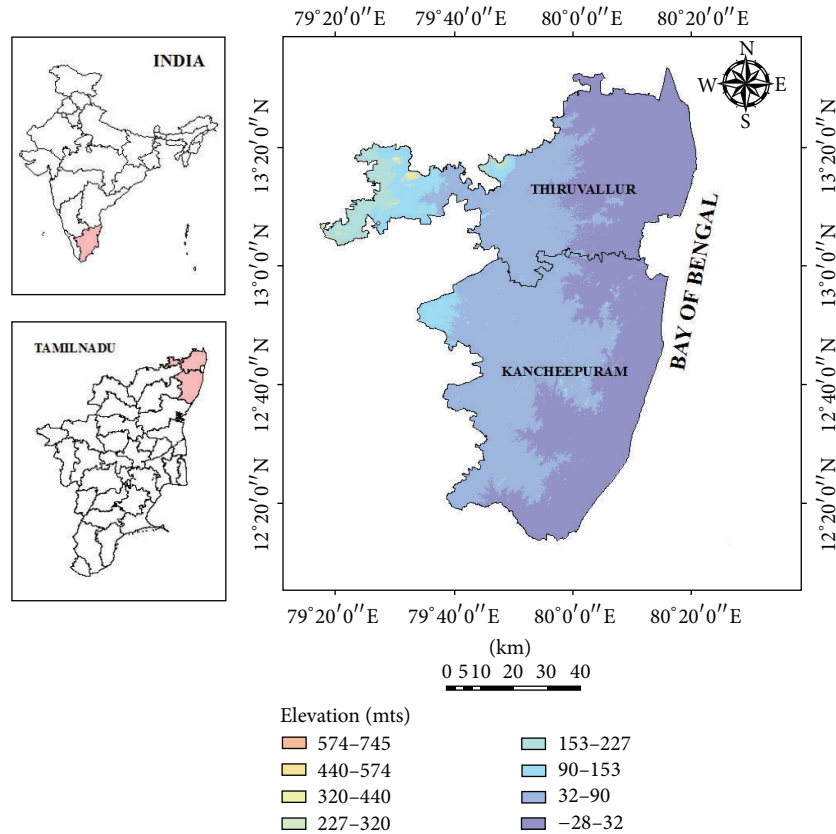 INDIA
TAMILNADU
79°20′0″E 79°40′0″E 80°0′0″E 80°20′0″E
N
W E
S
13°20′0″N 13°20′0″N
THIRUVALLUR
13°0′0″N 13°0′0″N
BAY OF BENGAL
KANCHEEPURAM
12°40′0″N 12°40′0″N
12°20′0″N 12°20′0″N
79°20′0″E 79°40′0″E 80°0′0″E 80°20′0″E
(km)
0 5 10 20 30 40
Elevation (mts)
574–745 153–227
440–574 90–153
320–440 32–90
227–320 −28–32